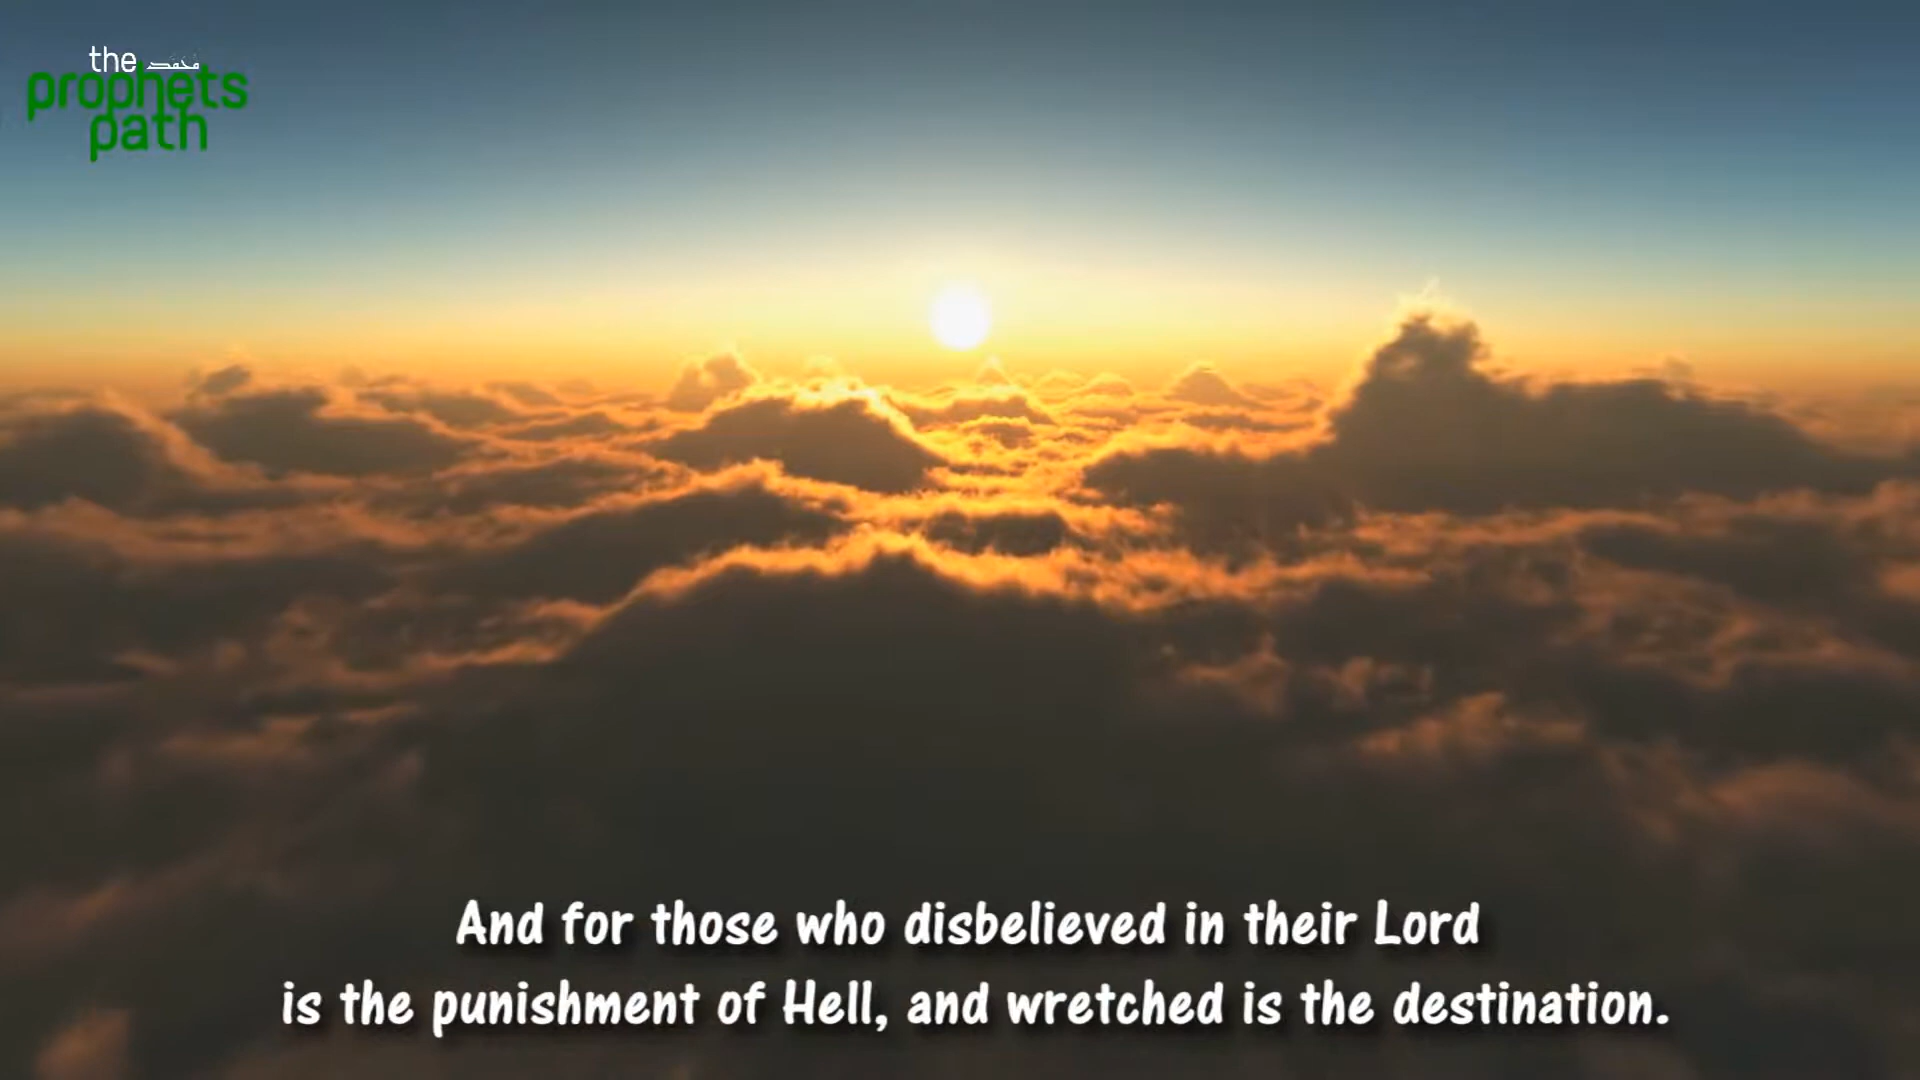 the محمد
prophets
path
And for those who disbelieved in their Lord
is the punishment of Hell, and wretched is the destination.